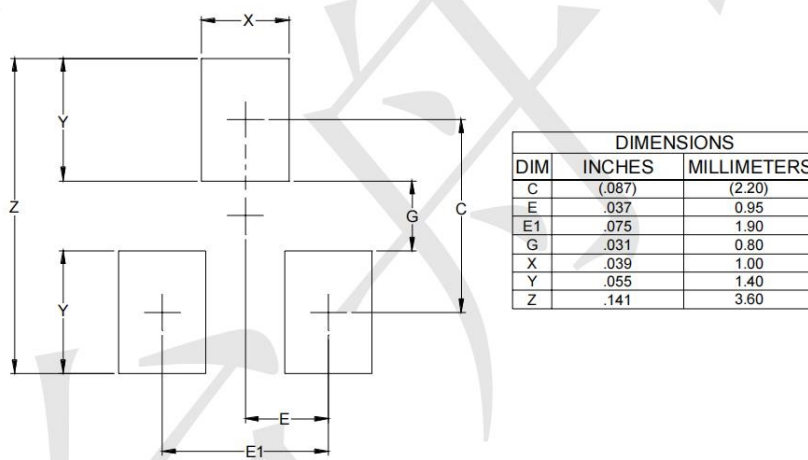 X
Y
Z
G
C
Y
E
E1
DIMENSIONS
DIM INCHES MILLIMETERS
C (.087) (2.20)
E .037 0.95
E1 .075 1.90
G .031 0.80
X .039 1.00
Y .055 1.40
Z .141 3.60